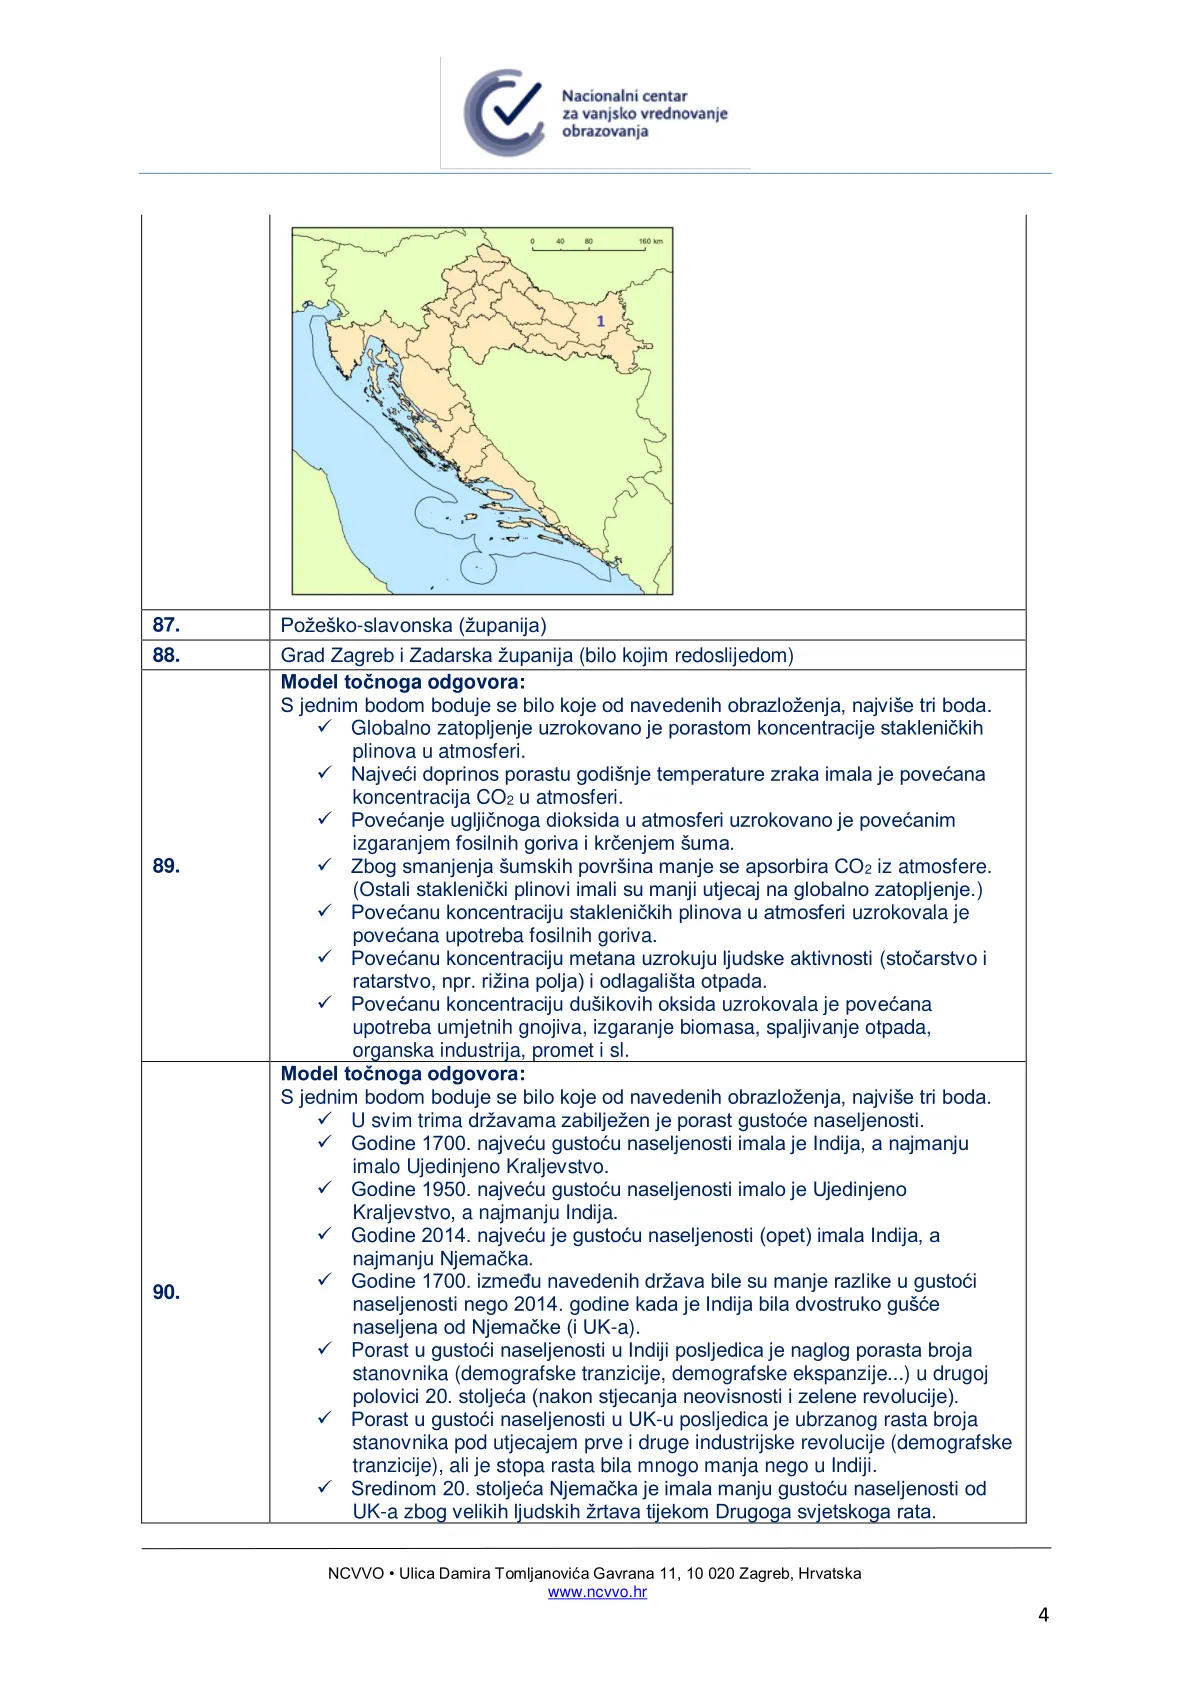 Nacionalni centar
za vanjsko vrednovanje
obrazovanja
0 40 80 160 km
1
87. Požeško-slavonska (županija)
88. Grad Zagreb i Zadarska županija (bilo kojim redoslijedom)
89.
Model točnoga odgovora:
S jednim bodom boduje se bilo koje od navedenih obrazloženja, najviše tri boda.
✓ Globalno zatopljenje uzrokovano je porastom koncentracije stakleničkih
plinova u atmosferi.
✓ Najveći doprinos porastu godišnje temperature zraka imala je povećana
koncentracija CO₂ u atmosferi.
✓ Povećanje ugljičnoga dioksida u atmosferi uzrokovano je povećanim
izgaranjem fosilnih goriva i krčenjem šuma.
✓ Zbog smanjenja šumskih površina manje se apsorbira CO₂ iz atmosfere.
(Ostali staklenički plinovi imali su manji utjecaj na globalno zatopljenje.)
✓ Povećanu koncentraciju stakleničkih plinova u atmosferi uzrokovala je
povećana upotreba fosilnih goriva.
✓ Povećanu koncentraciju metana uzrokuju ljudske aktivnosti (stočarstvo i
ratarstvo, npr. rižina polja) i odlagališta otpada.
✓ Povećanu koncentraciju dušikovih oksida uzrokovala je povećana
upotreba umjetnih gnojiva, izgaranje biomasa, spaljivanje otpada,
organska industrija, promet i sl.
90.
Model točnoga odgovora:
S jednim bodom boduje se bilo koje od navedenih obrazloženja, najviše tri boda.
✓ U svim trima državama zabilježen je porast gustoće naseljenosti.
✓ Godine 1700. najveću gustoću naseljenosti imala je Indija, a najmanju
imalo Ujedinjeno Kraljevstvo.
✓ Godine 1950. najveću gustoću naseljenosti imalo je Ujedinjeno
Kraljevstvo, a najmanju Indija.
✓ Godine 2014. najveću je gustoću naseljenosti (opet) imala Indija, a
najmanju Njemačka.
✓ Godine 1700. između navedenih država bile su manje razlike u gustoći
naseljenosti nego 2014. godine kada je Indija bila dvostruko gušće
naseljena od Njemačke (i UK-a).
✓ Porast u gustoći naseljenosti u Indiji posljedica je naglog porasta broja
stanovnika (demografske tranzicije, demografske ekspanzije...) u drugoj
polovici 20. stoljeća (nakon stjecanja neovisnosti i zelene revolucije).
✓ Porast u gustoći naseljenosti u UK-u posljedica je ubrzanog rasta broja
stanovnika pod utjecajem prve i druge industrijske revolucije (demografske
tranzicije), ali je stopa rasta bila mnogo manja nego u Indiji.
✓ Sredinom 20. stoljeća Njemačka je imala manju gustoću naseljenosti od
UK-a zbog velikih ljudskih žrtava tijekom Drugoga svjetskoga rata.
NCVVO • Ulica Damira Tomljanovića Gavrana 11, 10 020 Zagreb, Hrvatska
www.ncvvo.hr
4